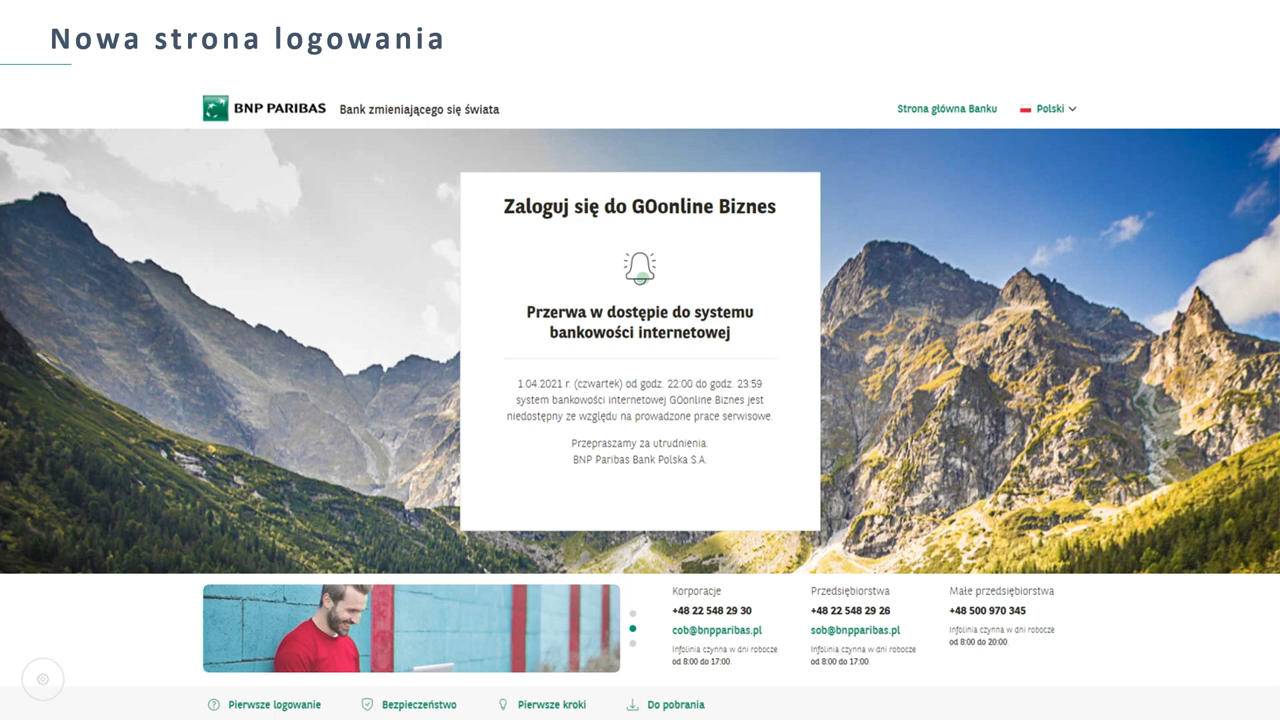 Nowa strona logowania
BNP PARIBAS Bank zmieniającego się świata
Strona główna Banku Polski
Zaloguj się do GOonline Biznes
Przerwa w dostępie do systemu
bankowości internetowej
1.04.2021 r. (czwartek) od godz. 22:00 do godz. 23:59
system bankowości internetowej GOonline Biznes jest
niedostępny ze względu na prowadzone prace serwisowe.
Przepraszamy za utrudnienia.
BNP Paribas Bank Polska S.A.
Korporacje
+48 22 548 29 30
cob@bnpparibas.pl
Infolinia czynna w dni robocze
od 8:00 do 17:00.
Przedsiębiorstwa
+48 22 548 29 26
sob@bnpparibas.pl
Infolinia czynna w dni robocze
od 8:00 do 17:00.
Małe przedsiębiorstwa
+48 500 970 345
Infolinia czynna w dni robocze
od 8:00 do 20:00.
Pierwsze logowanie Bezpieczeństwo Pierwsze kroki Do pobrania